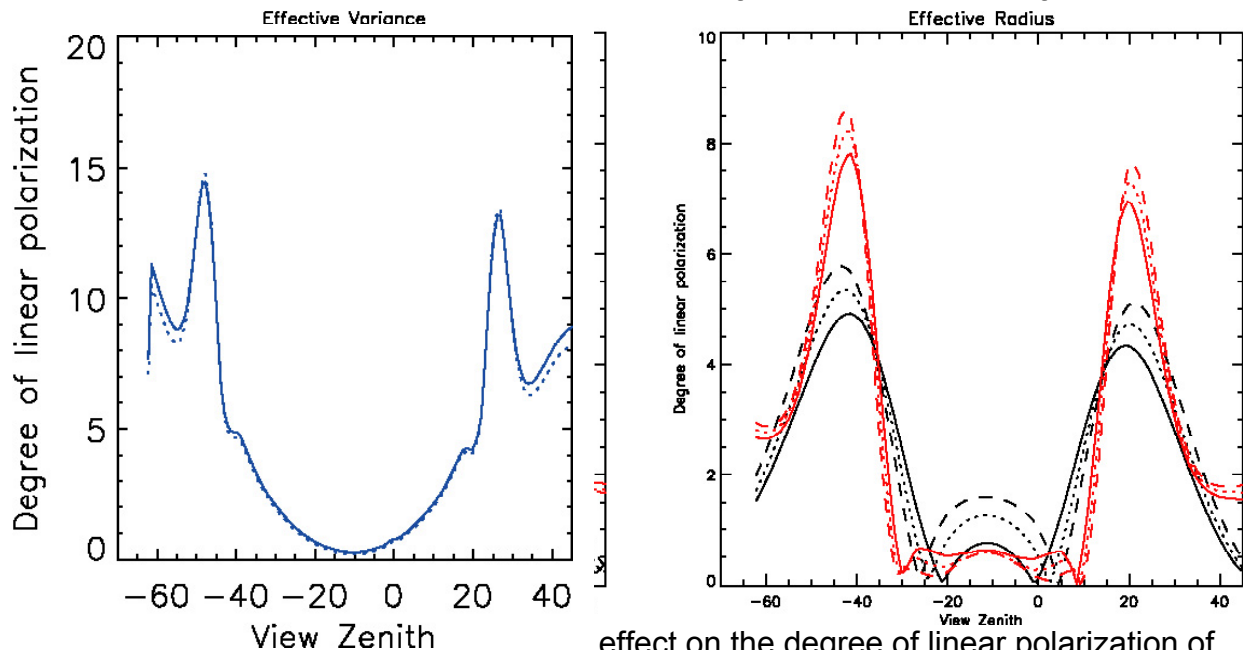 Effective Variance
20
15
10
5
0
Degree of linear polarization
−60 −40 −20 0 20 40
View Zenith
Effective Radius
10
8
6
4
2
0
Degree of linear polarization
−60 −40 −20 0 20 40
View Zenith
effect on the degree of linear polarization of